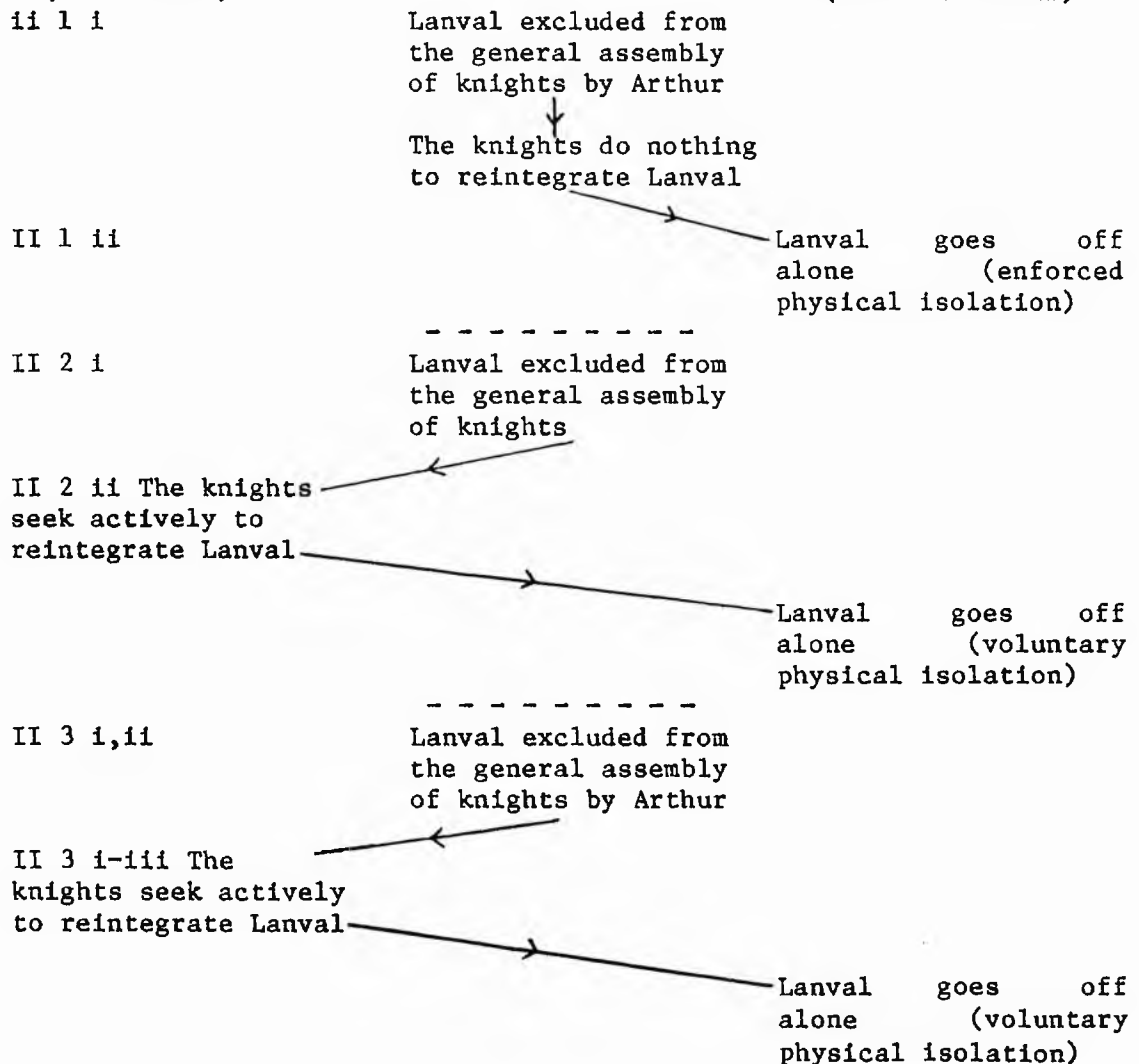 ii 1 i Lanval excluded from
the general assembly
of knights by Arthur
The knights do nothing
to reintegrate Lanval
II 1 ii Lanval goes off
alone (enforced
physical isolation)
- - - - - - - - -
II 2 i Lanval excluded from
the general assembly
of knights
II 2 ii The knights
seek actively to
reintegrate Lanval
Lanval goes off
alone (voluntary
physical isolation)
- - - - - - - - -
II 3 i,ii Lanval excluded from
the general assembly
of knights by Arthur
II 3 i-iii The
knights seek actively
to reintegrate Lanval
Lanval goes off
alone (voluntary
physical isolation)